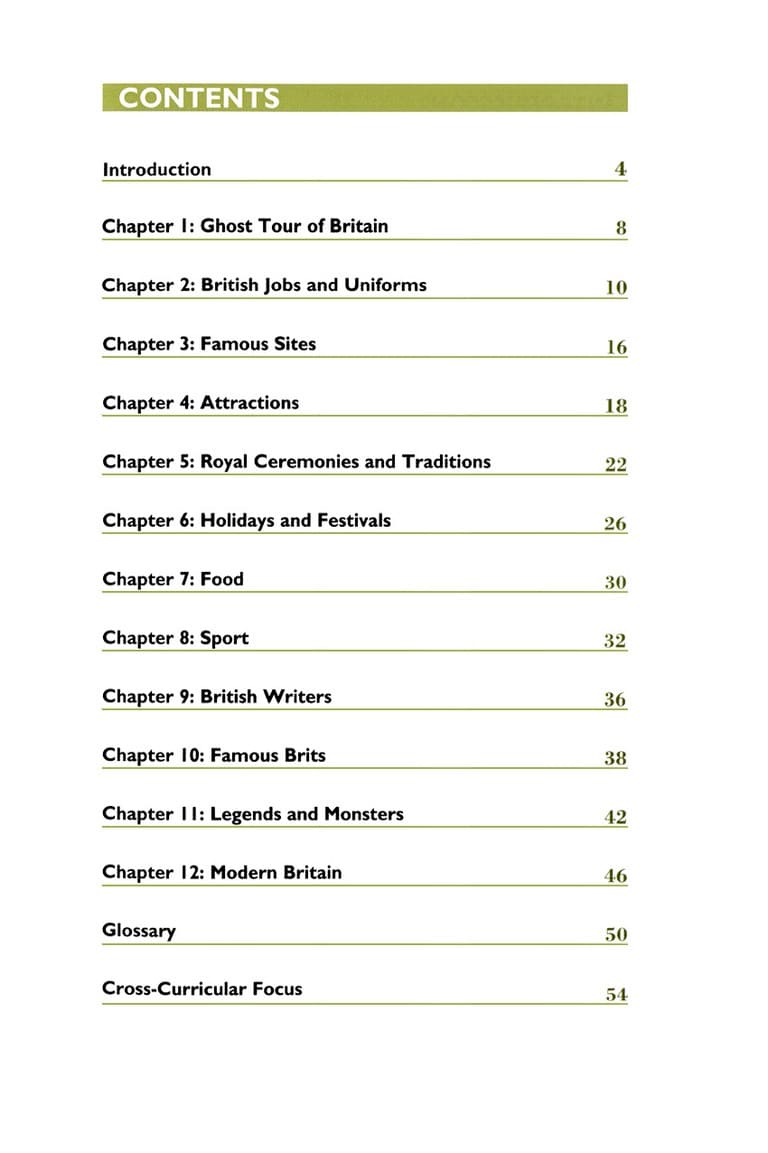 CONTENTS
Introduction 4
Chapter 1: Ghost Tour of Britain 8
Chapter 2: British Jobs and Uniforms 10
Chapter 3: Famous Sites 16
Chapter 4: Attractions 18
Chapter 5: Royal Ceremonies and Traditions 22
Chapter 6: Holidays and Festivals 26
Chapter 7: Food 30
Chapter 8: Sport 32
Chapter 9: British Writers 36
Chapter 10: Famous Brits 38
Chapter 11: Legends and Monsters 42
Chapter 12: Modern Britain 46
Glossary 50
Cross-Curricular Focus 54